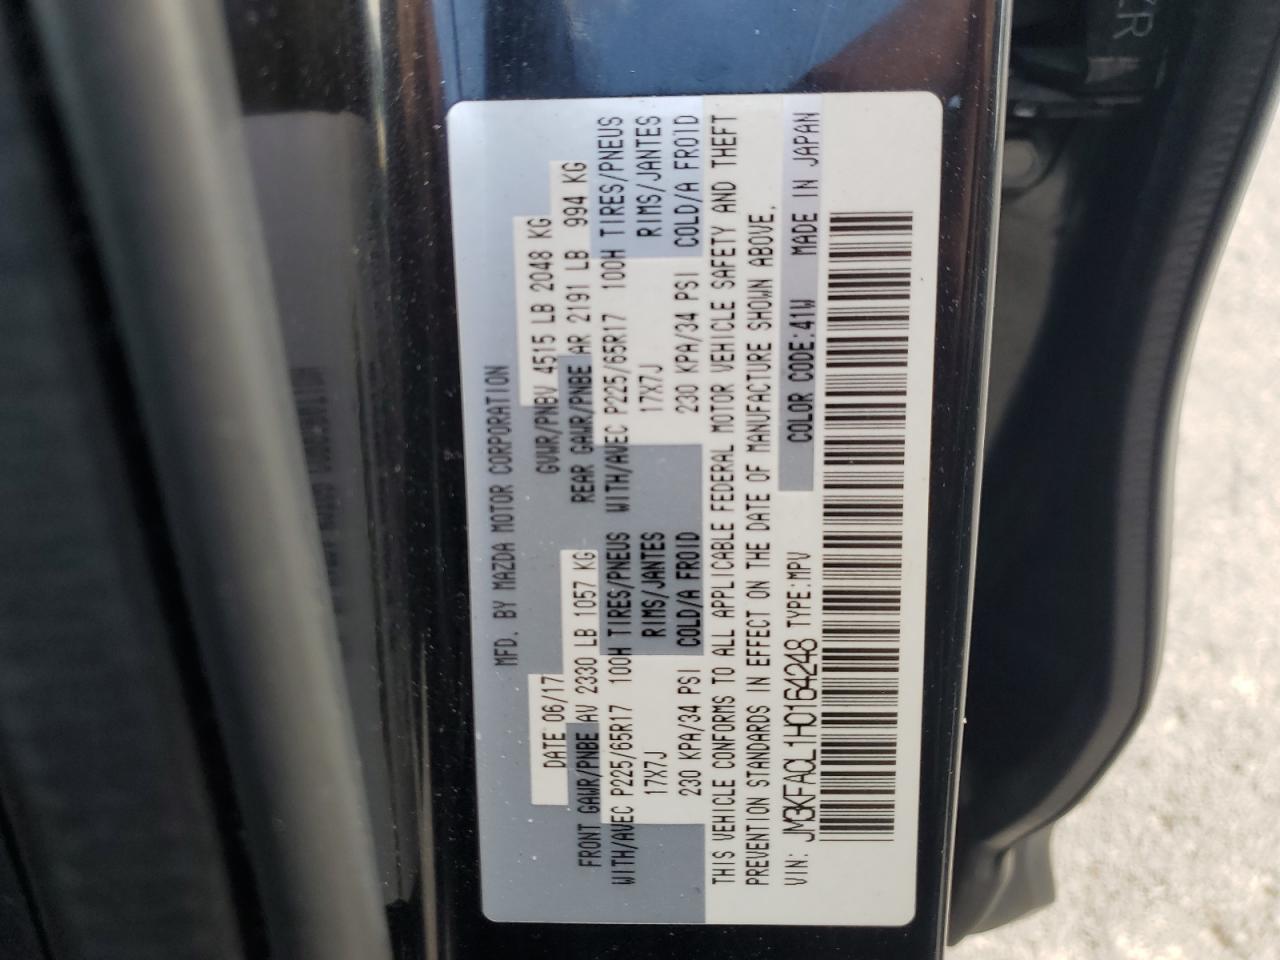 MFD. BY MAZDA MOTOR CORPORATION
DATE 06/17 GVWR/PNBV 4515 LB 2048 KG
FRONT GAWR/PNBE AV 2330 LB 1057 KG REAR GAWR/PNBE AR 2191 LB 994 KG
WITH/AVEC P225/65R17 100H TIRES/PNEUS WITH/AVEC P225/65R17 100H TIRES/PNEUS
17X7J RIMS/JANTES 17X7J RIMS/JANTES
230 KPA/34 PSI COLD/A FROID 230 KPA/34 PSI COLD/A FROID
THIS VEHICLE CONFORMS TO ALL APPLICABLE FEDERAL MOTOR VEHICLE SAFETY AND THEFT
PREVENTION STANDARDS IN EFFECT ON THE DATE OF MANUFACTURE SHOWN ABOVE.
VIN: JM3KFACL1H0164248 TYPE:MPV COLOR CODE:41W MADE IN JAPAN